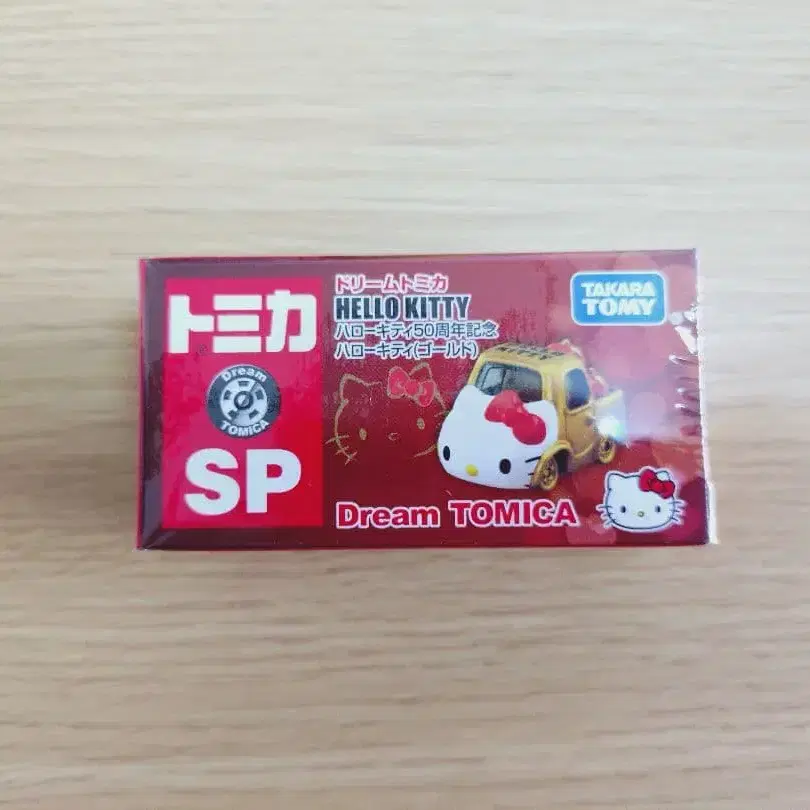 トミカ
Dream
TOMICA
SP
ドリームトミカ
HELLO KITTY
ハローキティ50周年記念
ハローキティ(ゴールド)
TAKARA
TOMY
Dream TOMICA